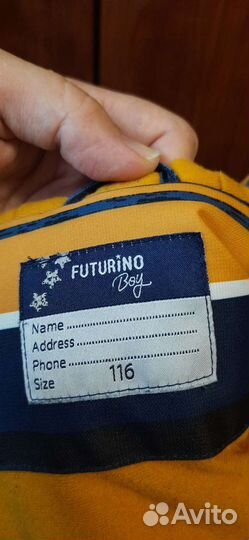 FUTURiNO
Boy
Name
Address
Phone
Size 116
Avito